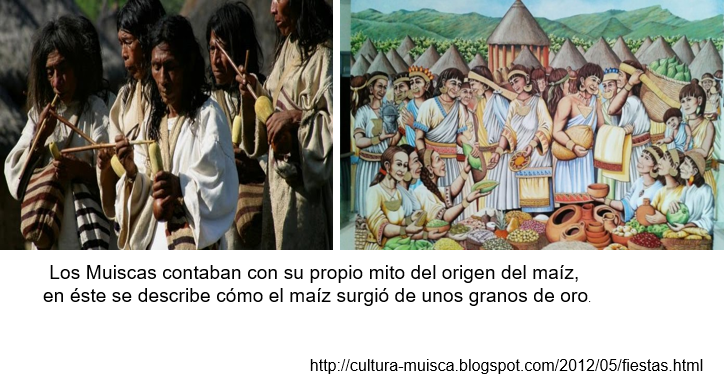 Los Muiscas contaban con su propio mito del origen del maíz,
en éste se describe cómo el maíz surgió de unos granos de oro.
http://cultura-muisca.blogspot.com/2012/05/fiestas.html